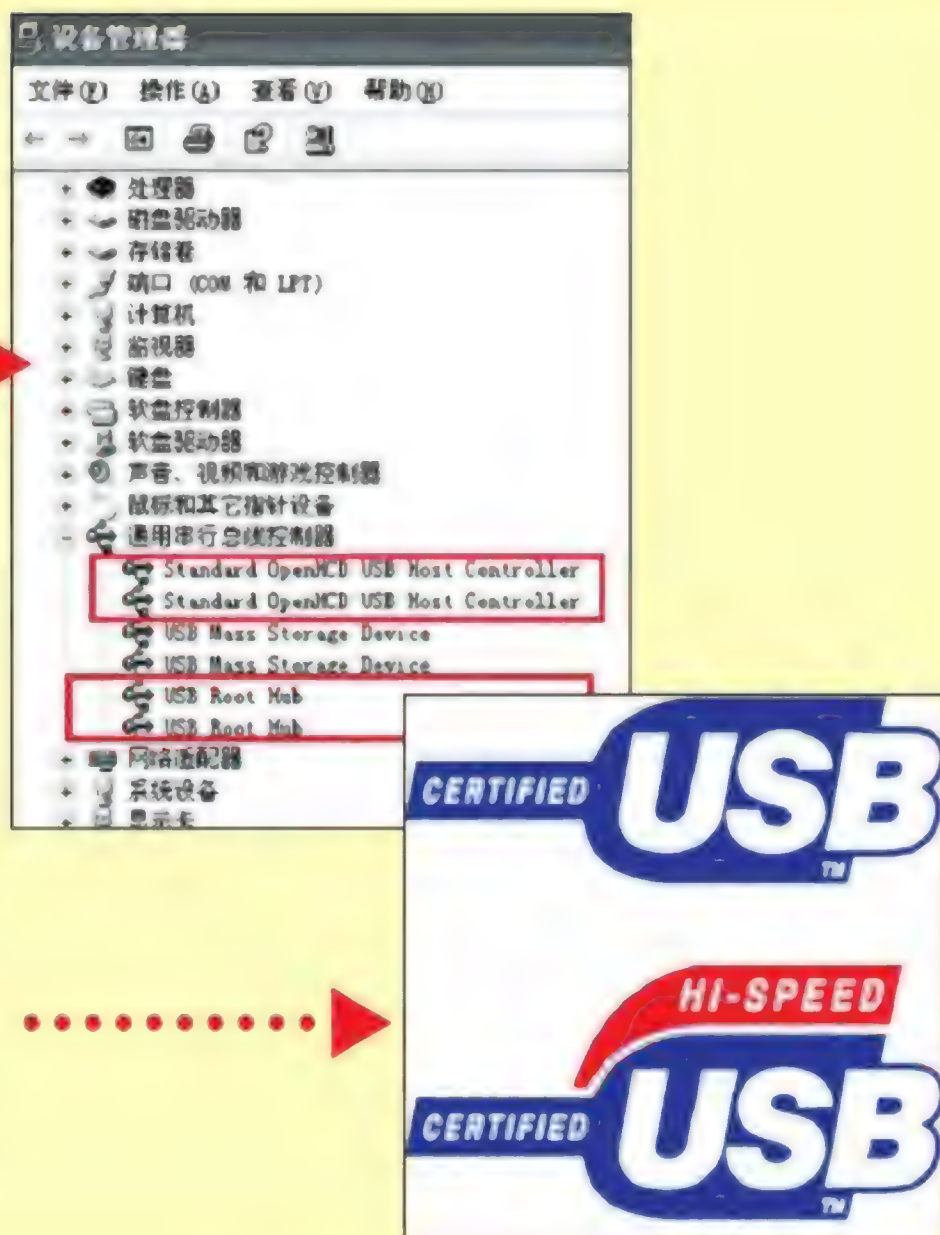 设备管理器
文件(F) 操作(A) 查看(V) 帮助(H)
处理器
磁盘驱动器
存储卷
端口 (COM 和 LPT)
计算机
监视器
键盘
软盘控制器
软盘驱动器
声音、视频和游戏控制器
鼠标和其它指针设备
通用串行总线控制器
Standard OpenHCD USB Host Controller
Standard OpenHCD USB Host Controller
USB Mass Storage Device
USB Mass Storage Device
USB Root Hub
USB Root Hub
网络适配器
系统设备
显示卡
CERTIFIED USB TM
HI-SPEED
CERTIFIED USB TM